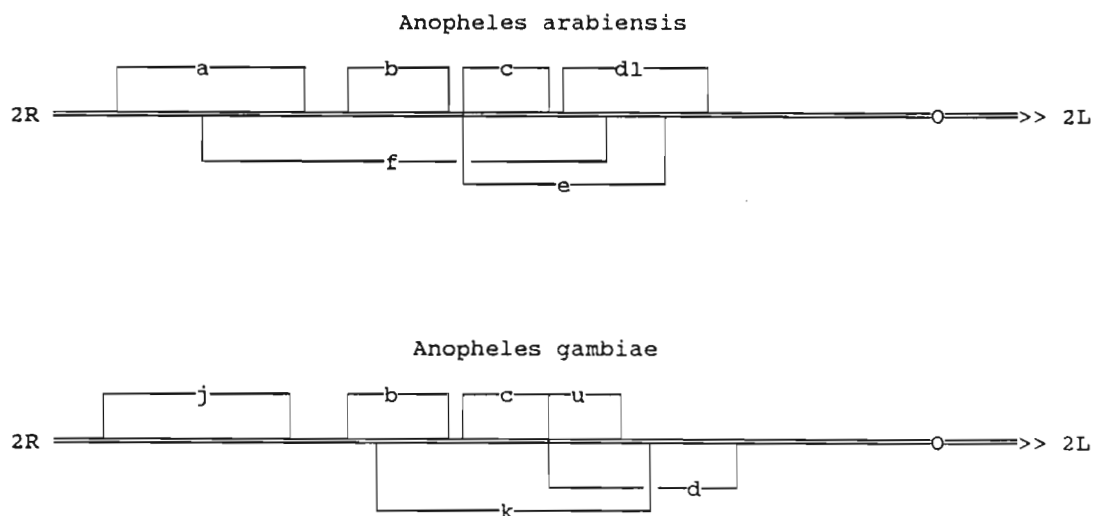 Anopheles arabiensis
a b c d1
2R O >> 2L
f
e
Anopheles gambiae
j b c u
2R O >> 2L
d
k